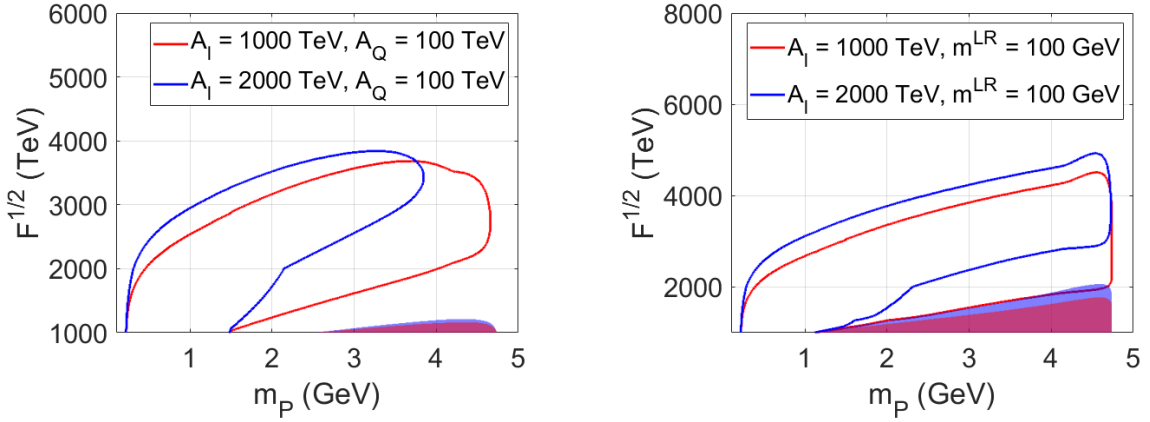 6000
5000
4000
3000
2000
1000
F^1/2 (TeV)
A_l = 1000 TeV, A_Q = 100 TeV
A_l = 2000 TeV, A_Q = 100 TeV
1 2 3 4 5
m_P (GeV)
8000
6000
4000
2000
F^1/2 (TeV)
A_l = 1000 TeV, m^LR = 100 GeV
A_l = 2000 TeV, m^LR = 100 GeV
1 2 3 4 5
m_P (GeV)